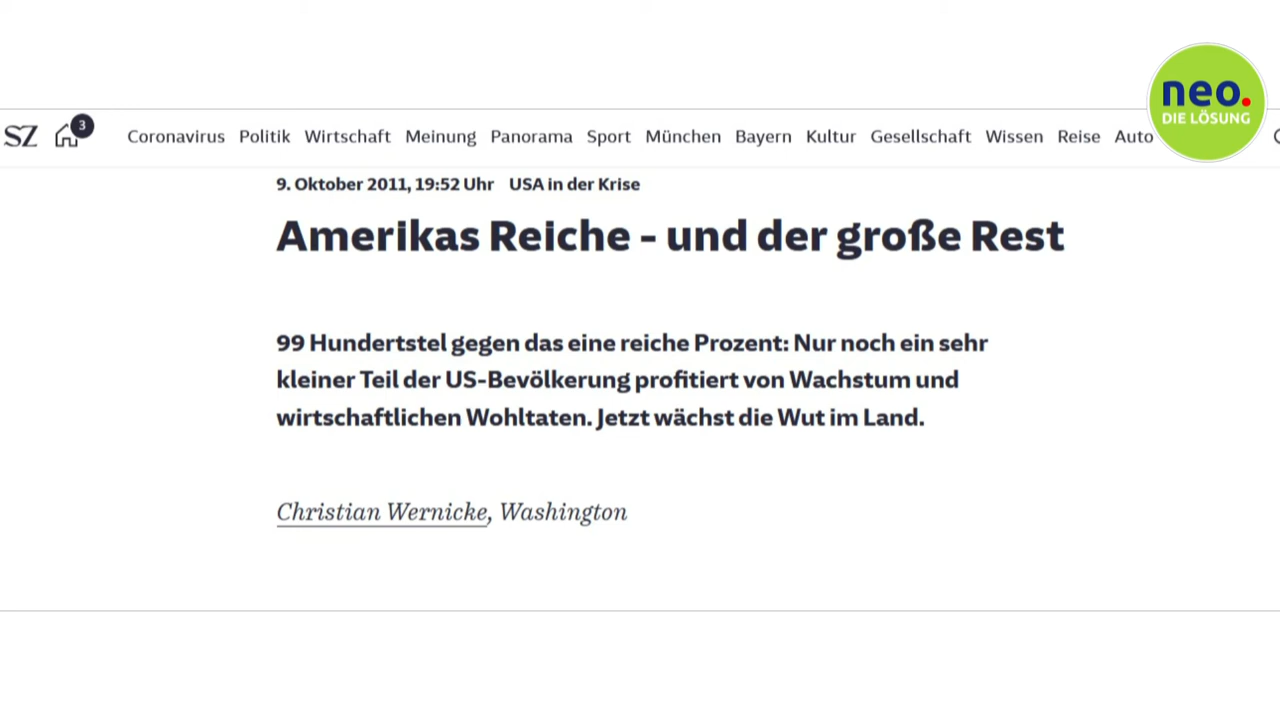 neo.
DIE LÖSUNG
SZ 3 Coronavirus Politik Wirtschaft Meinung Panorama Sport München Bayern Kultur Gesellschaft Wissen Reise Auto
9. Oktober 2011, 19:52 Uhr USA in der Krise
Amerikas Reiche - und der große Rest
99 Hundertstel gegen das eine reiche Prozent: Nur noch ein sehr
kleiner Teil der US-Bevölkerung profitiert von Wachstum und
wirtschaftlichen Wohltaten. Jetzt wächst die Wut im Land.
Christian Wernicke, Washington